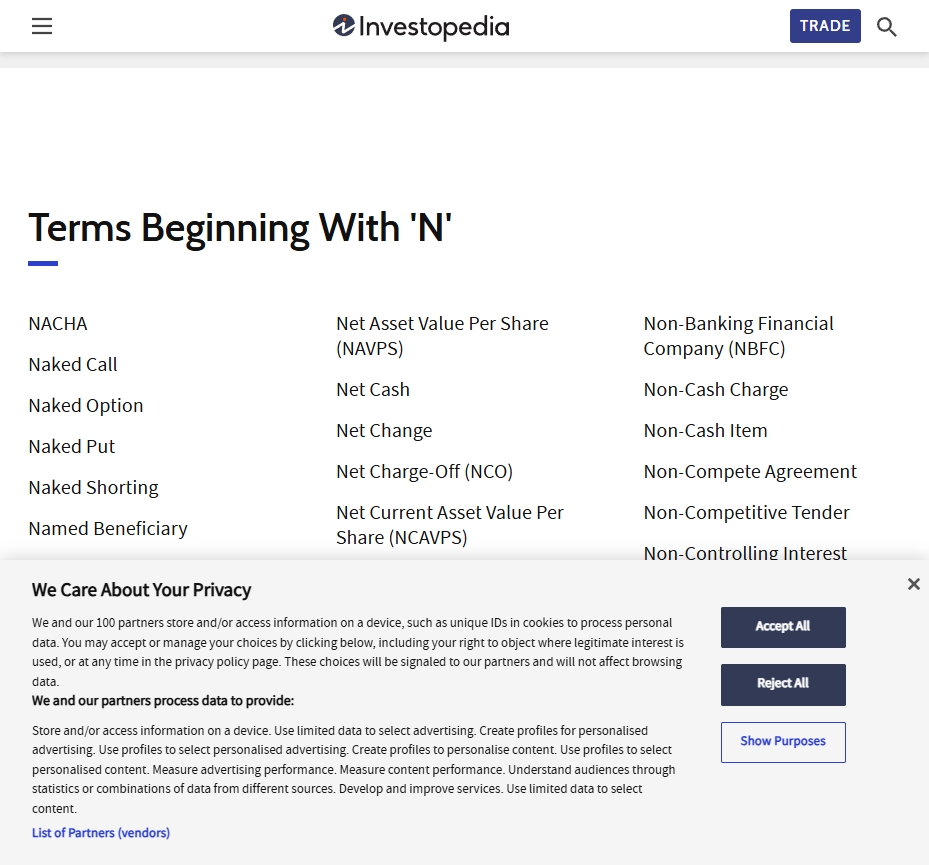 Investopedia
TRADE
Terms Beginning With 'N'
NACHA
Naked Call
Naked Option
Naked Put
Naked Shorting
Named Beneficiary
Net Asset Value Per Share
(NAVPS)
Net Cash
Net Change
Net Charge-Off (NCO)
Net Current Asset Value Per
Share (NCAVPS)
Non-Banking Financial
Company (NBFC)
Non-Cash Charge
Non-Cash Item
Non-Compete Agreement
Non-Competitive Tender
Non-Controlling Interest
We Care About Your Privacy
We and our 100 partners store and/or access information on a device, such as unique IDs in cookies to process personal
data. You may accept or manage your choices by clicking below, including your right to object where legitimate interest is
used, or at any time in the privacy policy page. These choices will be signaled to our partners and will not affect browsing
data.
We and our partners process data to provide:
Store and/or access information on a device. Use limited data to select advertising. Create profiles for personalised
advertising. Use profiles to select personalised advertising. Create profiles to personalise content. Use profiles to select
personalised content. Measure advertising performance. Measure content performance. Understand audiences through
statistics or combinations of data from different sources. Develop and improve services. Use limited data to select
content.
List of Partners (vendors)
Accept All
Reject All
Show Purposes